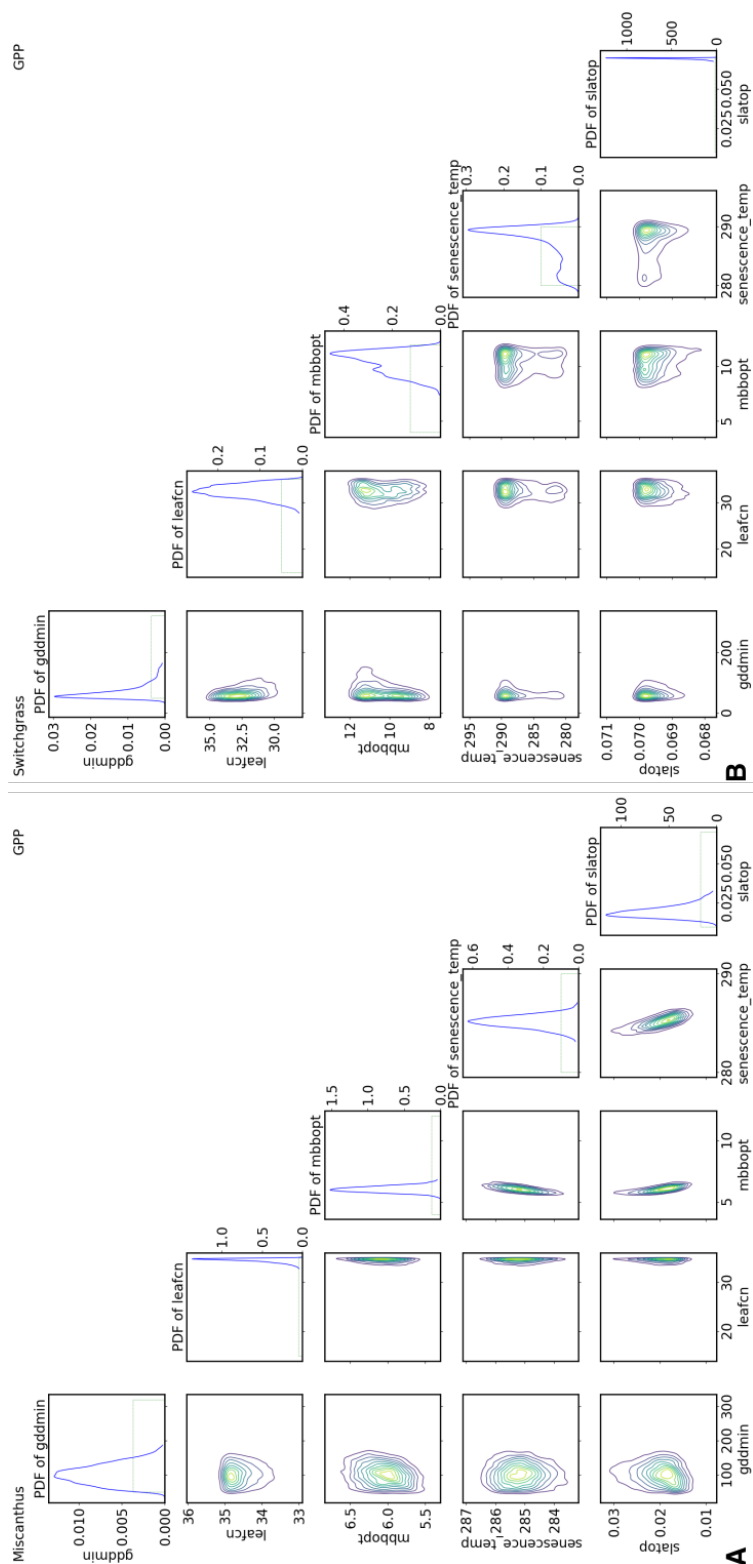 Miscanthus
GPP
PDF of gddmin
0.010
0.005
0.000
gddmin
PDF of leafcn
1.0
0.5
0.0
36
35
34
33
leafcn
PDF of mbbopt
1.5
1.0
0.5
0.0
6.5
6.0
5.5
mbbopt
PDF of senescence_temp
0.6
0.4
0.2
0.0
287
286
285
284
senescence_temp
PDF of slatop
100
50
0
0.03
0.02
0.01
slatop
100 200 300
gddmin
20 30
leafcn
5 10
mbbopt
280 290
senescence_temp
0.025 0.050
slatop
A
Switchgrass
GPP
PDF of gddmin
0.03
0.02
0.01
0.00
gddmin
PDF of leafcn
0.2
0.1
0.0
35.0
32.5
30.0
leafcn
PDF of mbbopt
0.4
0.2
0.0
12
10
8
mbbopt
PDF of senescence_temp
0.3
0.2
0.1
0.0
295
290
285
280
senescence_temp
PDF of slatop
1000
500
0
0.071
0.070
0.069
0.068
slatop
0 200
gddmin
20 30
leafcn
5 10
mbbopt
280 290
senescence_temp
0.025 0.050
slatop
B